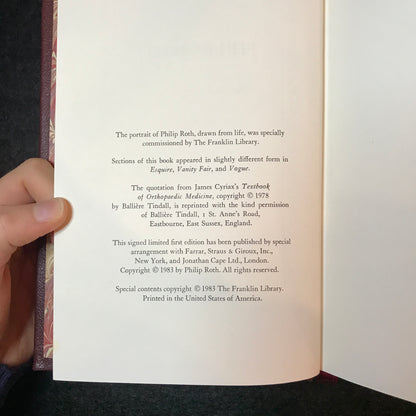 The portrait of Philip Roth, drawn from life, was specially
commissioned by The Franklin Library.
Sections of this book appeared in slightly different form in
Esquire, Vanity Fair, and Vogue.
The quotation from James Cyriax's Textbook
of Orthopaedic Medicine, copyright © 1978
by Ballière Tindall, is reprinted with the kind permission
of Ballière Tindall, 1 St. Anne's Road,
Eastbourne, East Sussex, England.
This signed limited first edition has been published by special
arrangement with Farrar, Straus & Giroux, Inc.,
New York, and Jonathan Cape Ltd., London.
Copyright © 1983 by Philip Roth. All rights reserved.
Special contents copyright © 1983 The Franklin Library.
Printed in the United States of America.